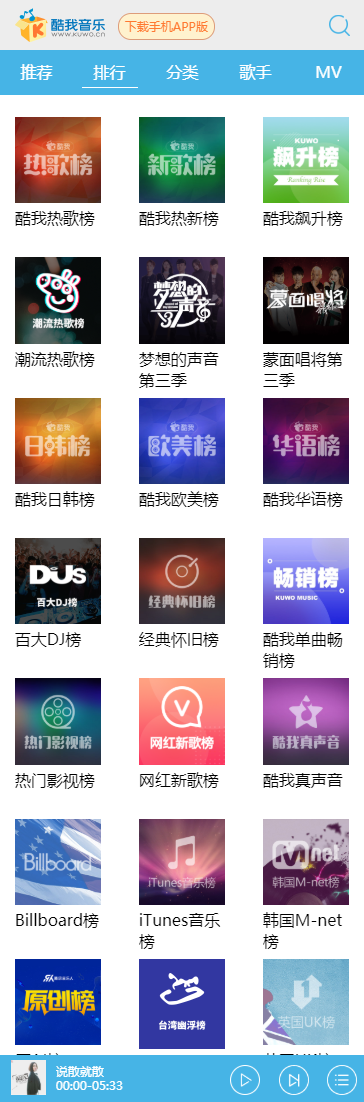 酷我音乐
WWW.KUWO.CN
下载手机APP版
推荐 排行 分类 歌手 MV
酷我
热歌榜
酷我
新歌榜
KUWO
飙升榜
Ranking Box
酷我热歌榜
酷我热新榜
酷我飙升榜
潮流热歌榜
梦想的声音
蒙面唱将
潮流热歌榜
梦想的声音
第三季
蒙面唱将第
三季
酷我
日韩榜
酷我
欧美榜
酷我
华语榜
酷我日韩榜
酷我欧美榜
酷我华语榜
DJs
百大DJ榜
经典怀旧榜
畅销榜
KUWO MUSIC
百大DJ榜
经典怀旧榜
酷我单曲畅
销榜
热门影视榜
网红新歌榜
酷我真声音
热门影视榜
网红新歌榜
酷我真声音
Billboard
iTunes音乐榜
Mnet
韩国M-net榜
Billboard榜
iTunes音乐
榜
韩国M-net
榜
原创榜
台湾幽浮榜
英国UK榜
说散就散
00:00-05:33